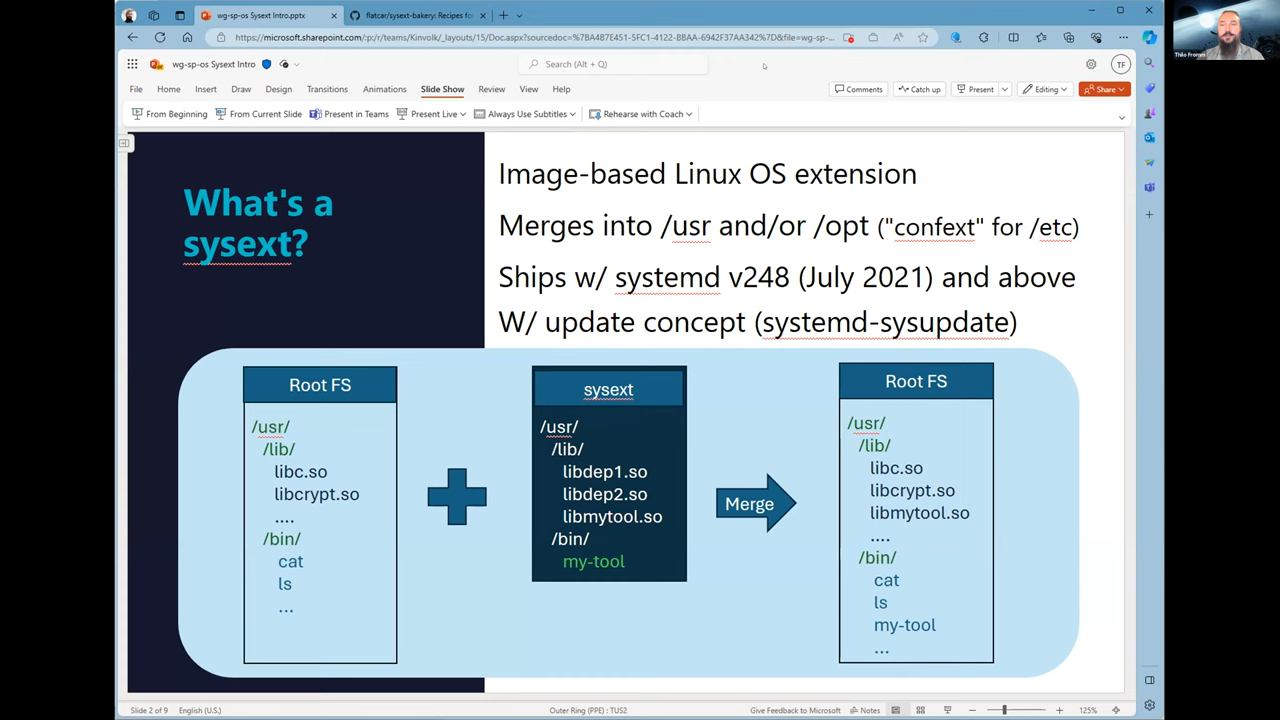 wg-sp-os Sysext Intro.pptx
flatcar/sysext-bakery: Recipes fo
https://microsoft.sharepoint.com/:p:/r/teams/Kinvolk/_layouts/15/Doc.aspx?sourcedoc=%7BA4B7E451-5FC1-4122-BBAA-6942F37AA342%7D&file=wg-sp-...
Thilo Fromm
wg-sp-os Sysext Intro
Search (Alt + Q)
TF
File Home Insert Draw Design Transitions Animations Slide Show Review View Help
Comments Catch up Present Editing Share
From Beginning From Current Slide Present in Teams Present Live Always Use Subtitles Rehearse with Coach
What's a
sysext?
Image-based Linux OS extension
Merges into /usr and/or /opt ("confext" for /etc)
Ships w/ systemd v248 (July 2021) and above
W/ update concept (systemd-sysupdate)
Root FS
/usr/
/lib/
libc.so
libcrypt.so
....
/bin/
cat
ls
...
sysext
/usr/
/lib/
libdep1.so
libdep2.so
libmytool.so
/bin/
my-tool
Merge
Root FS
/usr/
/lib/
libc.so
libcrypt.so
libmytool.so
....
/bin/
cat
ls
my-tool
...
Slide 2 of 9 English (U.S.) Outer Ring (PPE) : TUS2 Give Feedback to Microsoft Notes 125%